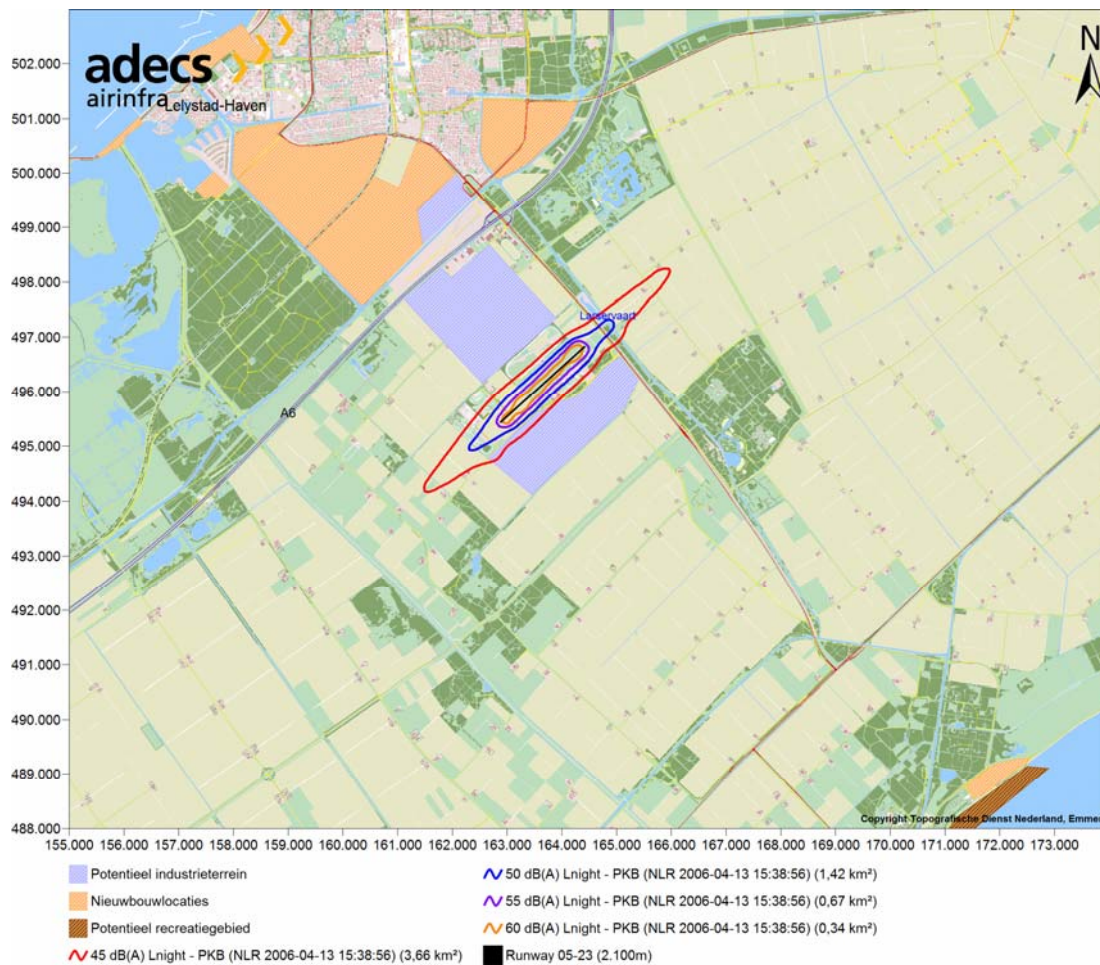 adecs
airinfra
Lelystad-Haven
N
502.000
501.000
500.000
499.000
498.000
497.000
496.000
495.000
494.000
493.000
492.000
491.000
490.000
489.000
488.000
Larservaart
A6
Copyright Topografische Dienst Nederland, Emmen
155.000 156.000 157.000 158.000 159.000 160.000 161.000 162.000 163.000 164.000 165.000 166.000 167.000 168.000 169.000 170.000 171.000 172.000 173.000
Potentieel industrieterrein
Nieuwbouwlocaties
Potentieel recreatiegebied
45 dB(A) Lnight - PKB (NLR 2006-04-13 15:38:56) (3,66 km²)
50 dB(A) Lnight - PKB (NLR 2006-04-13 15:38:56) (1,42 km²)
55 dB(A) Lnight - PKB (NLR 2006-04-13 15:38:56) (0,67 km²)
60 dB(A) Lnight - PKB (NLR 2006-04-13 15:38:56) (0,34 km²)
Runway 05-23 (2.100m)